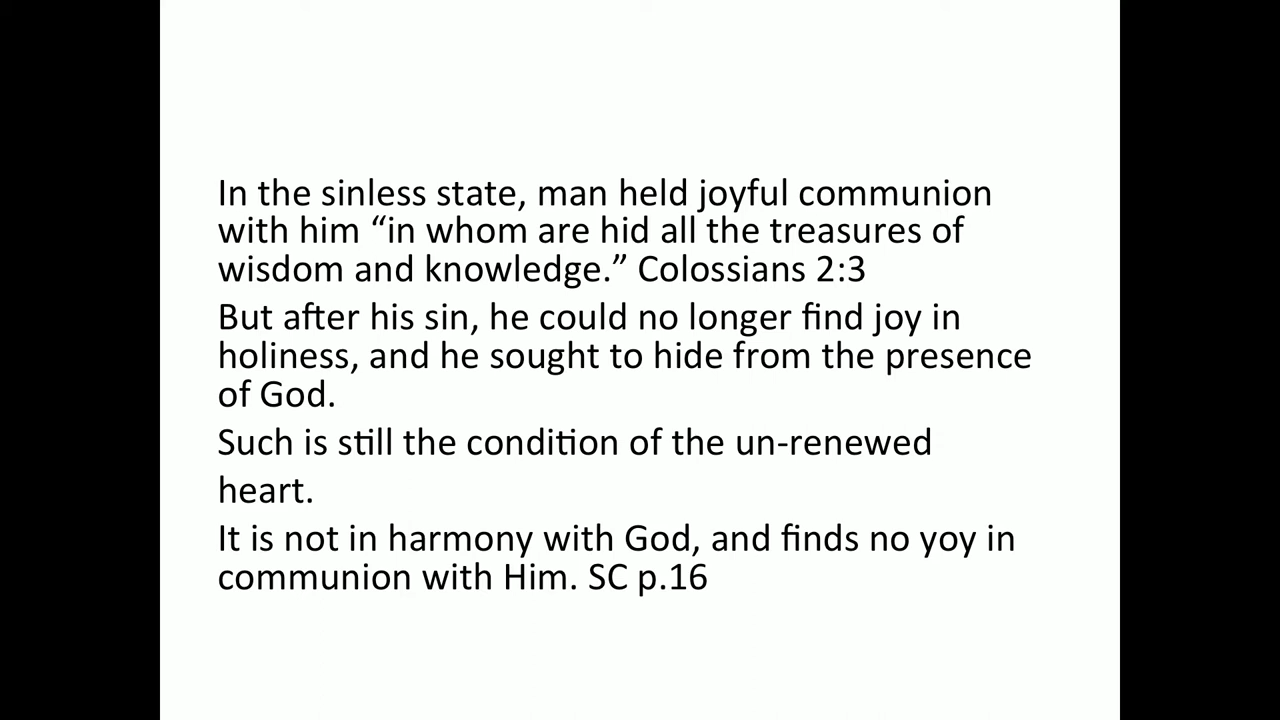 In the sinless state, man held joyful communion
with him “in whom are hid all the treasures of
wisdom and knowledge.” Colossians 2:3
But after his sin, he could no longer find joy in
holiness, and he sought to hide from the presence
of God.
Such is still the condition of the un-renewed
heart.
It is not in harmony with God, and finds no yoy in
communion with Him. SC p.16